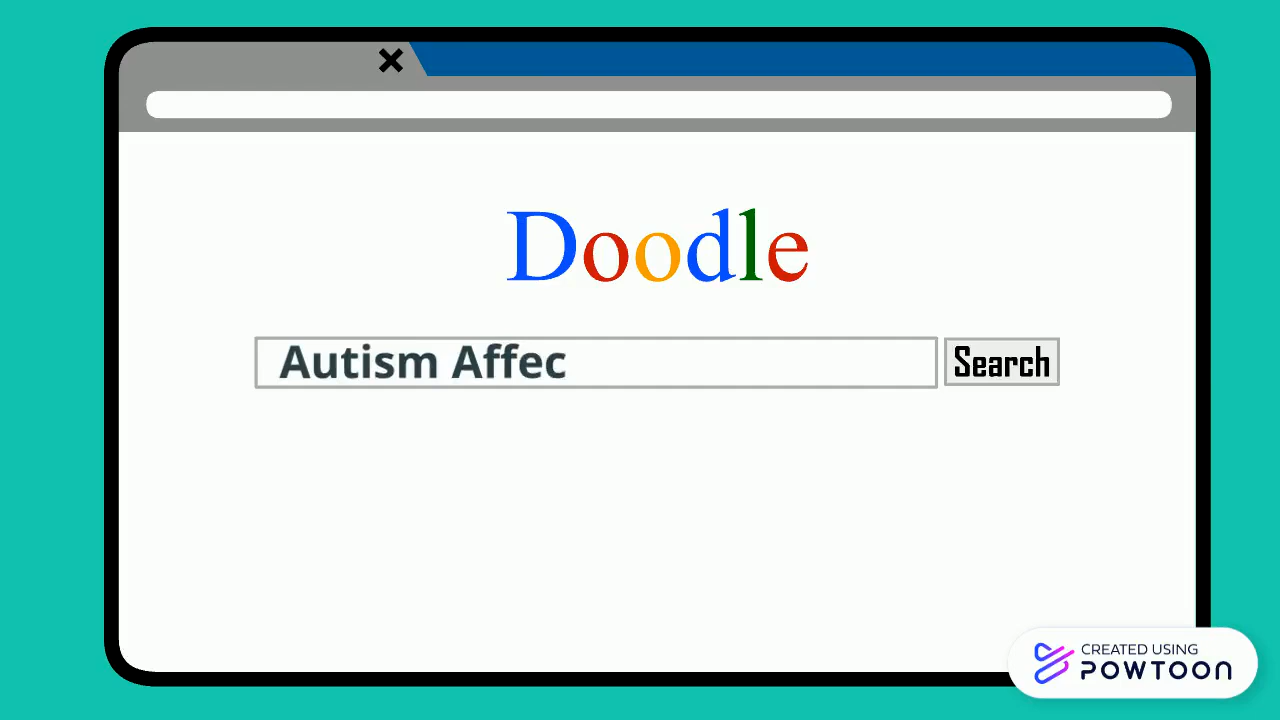 Doodle
Autism Affec
Search
CREATED USING
POWTOON